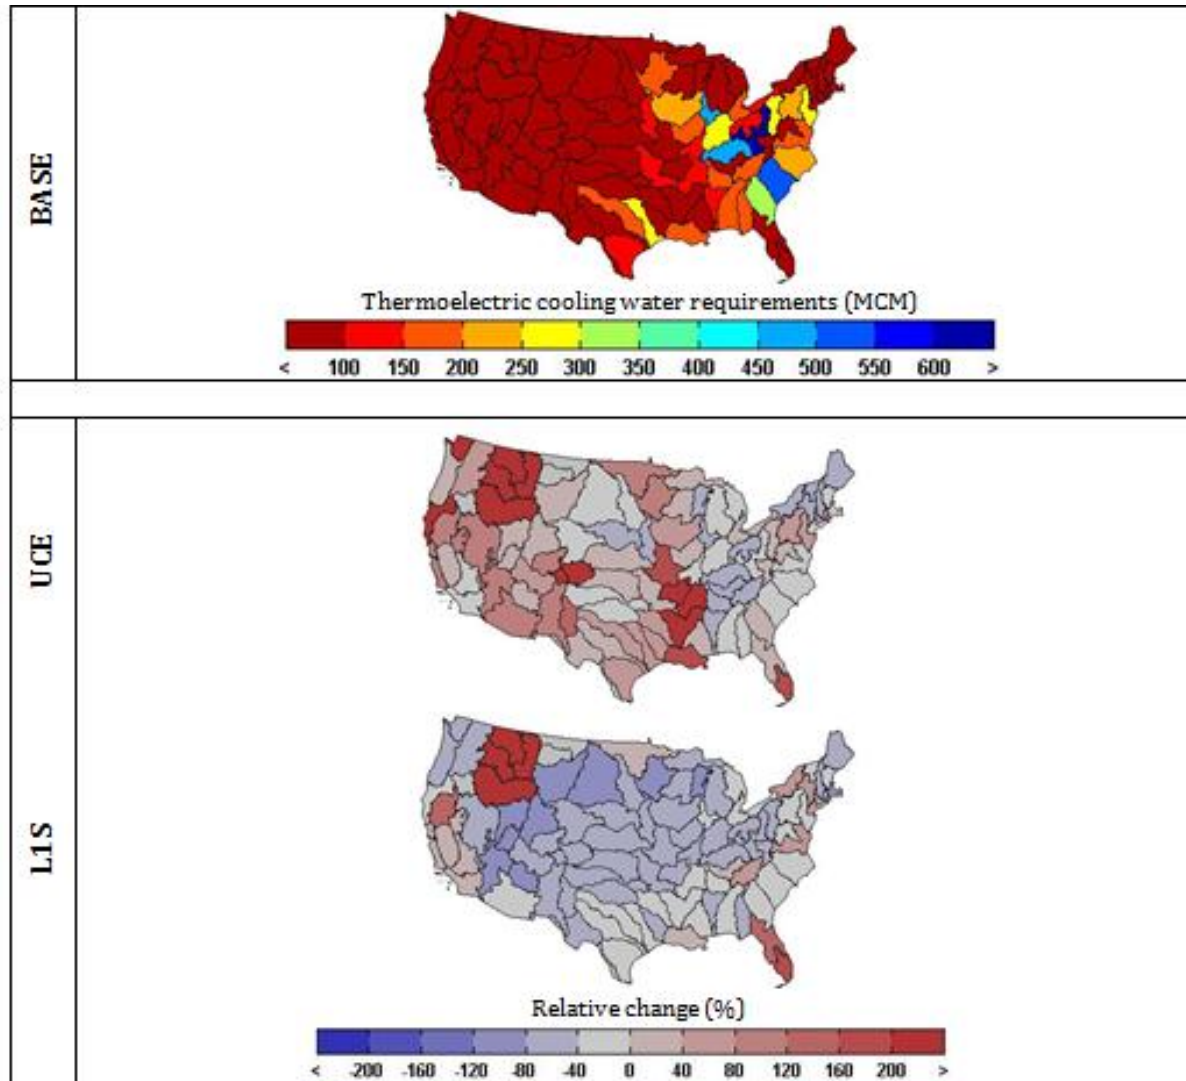 BASE
Thermoelectric cooling water requirements (MCM)
< 100 150 200 250 300 350 400 450 500 550 600 >
UCE
L1S
Relative change (%)
< -200 -160 -120 -80 -40 0 40 80 120 160 200 >